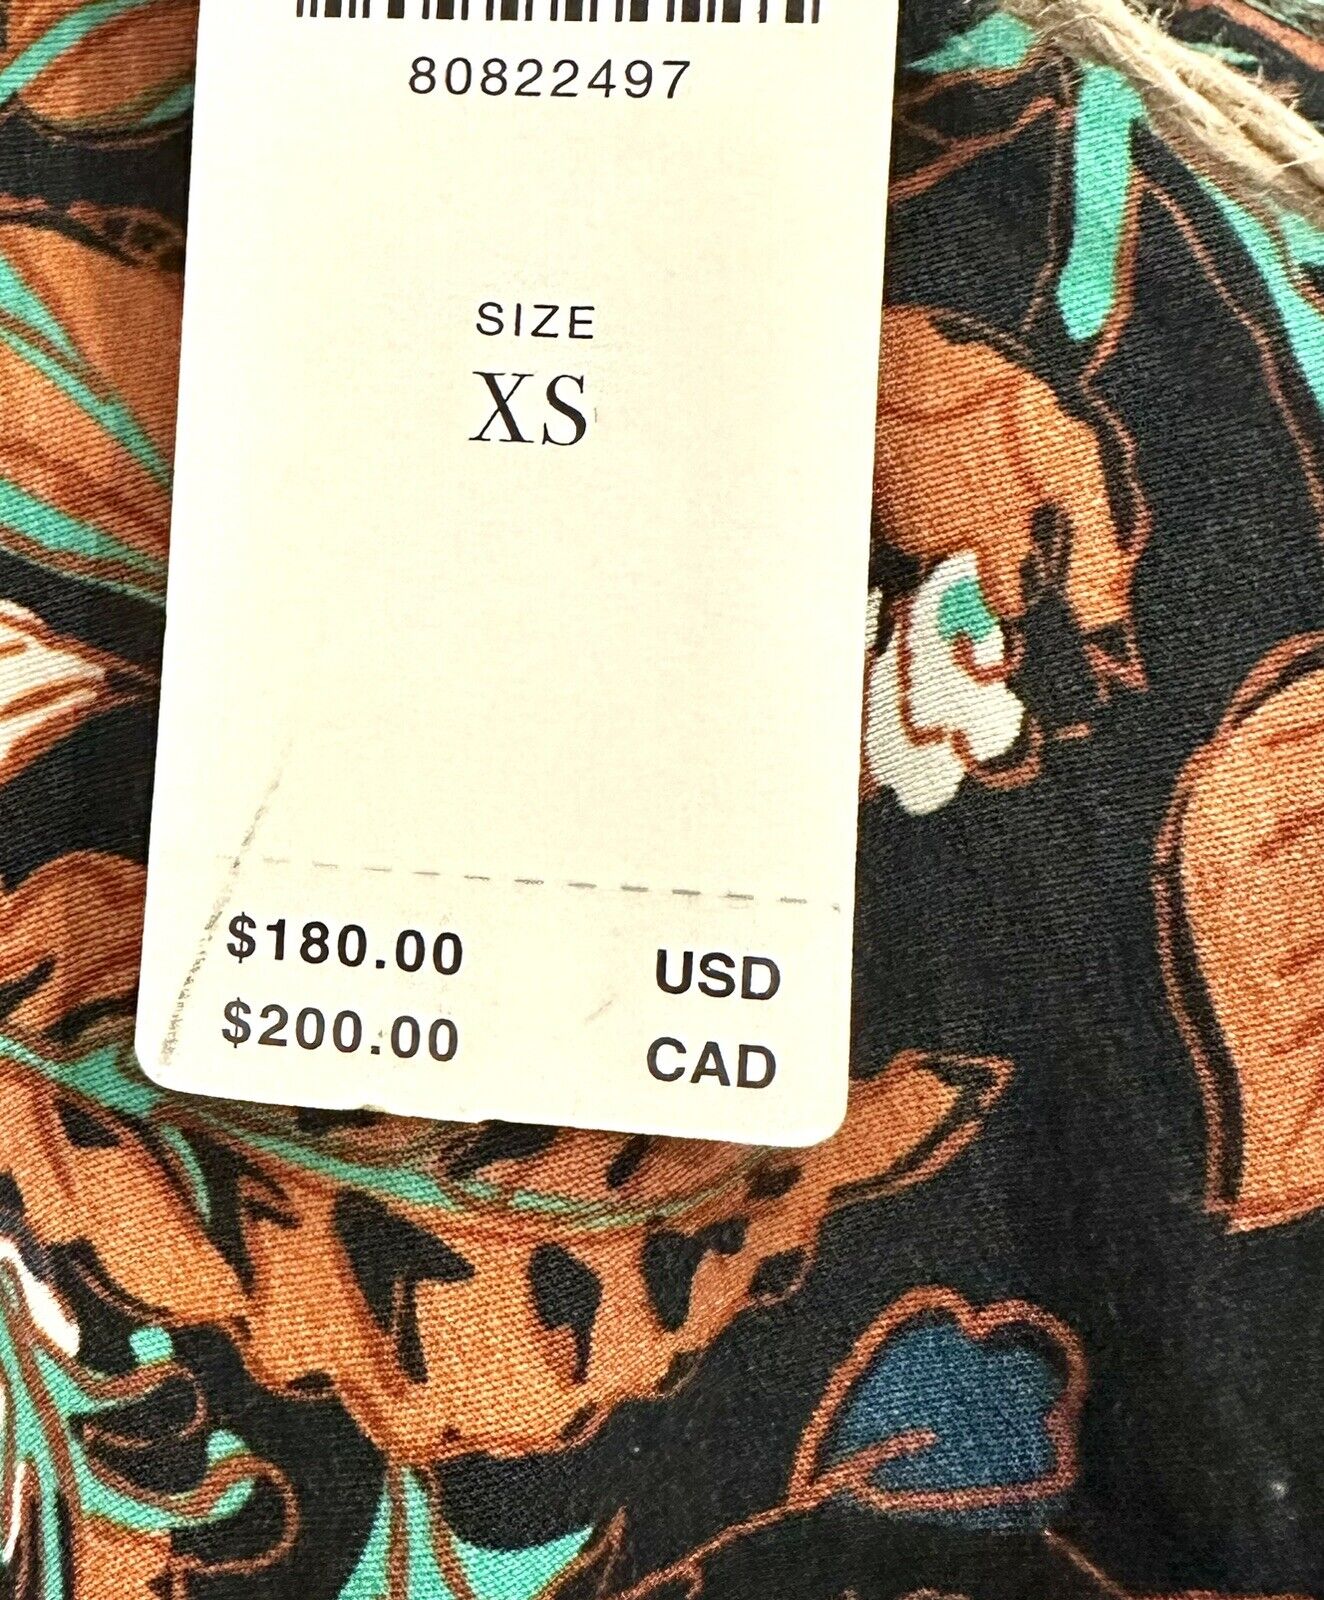 80822497
SIZE
XS
$180.00 USD
$200.00 CAD